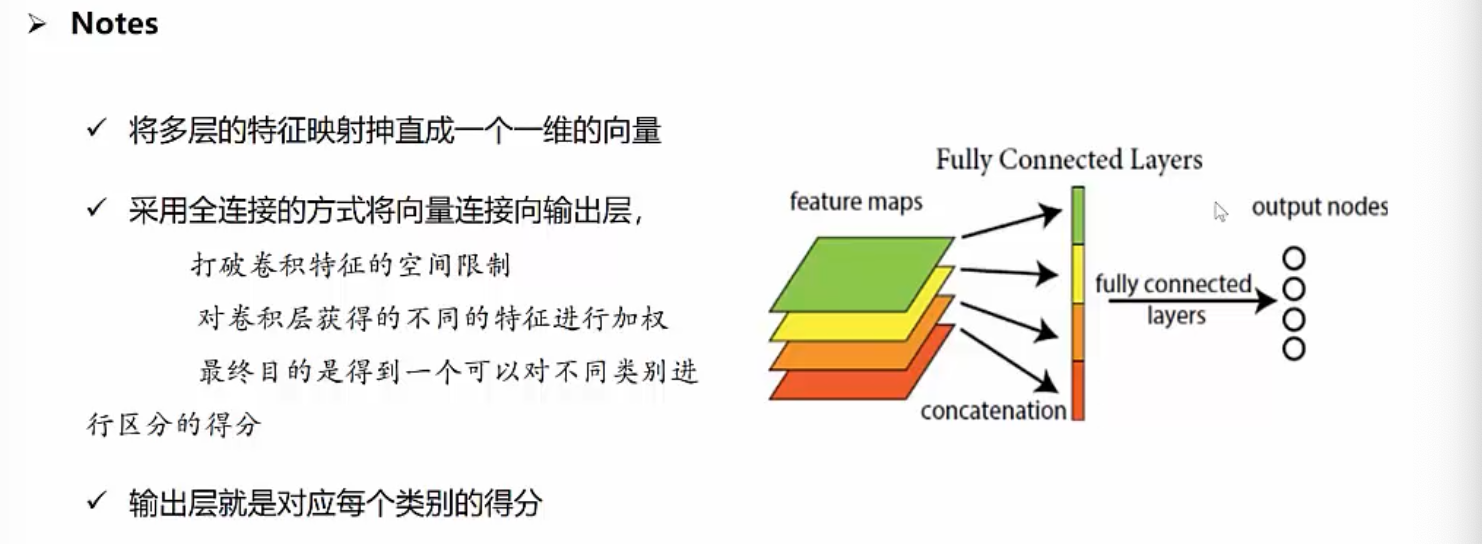 Notes
将多层的特征映射抻直成一个一维的向量
采用全连接的方式将向量连接向输出层，
打破卷积特征的空间限制
对卷积层获得的不同的特征进行加权
最终目的是得到一个可以对不同类别进
行区分的得分
输出层就是对应每个类别的得分
Fully Connected Layers
feature maps
output nodes
fully connected
layers
concatenation